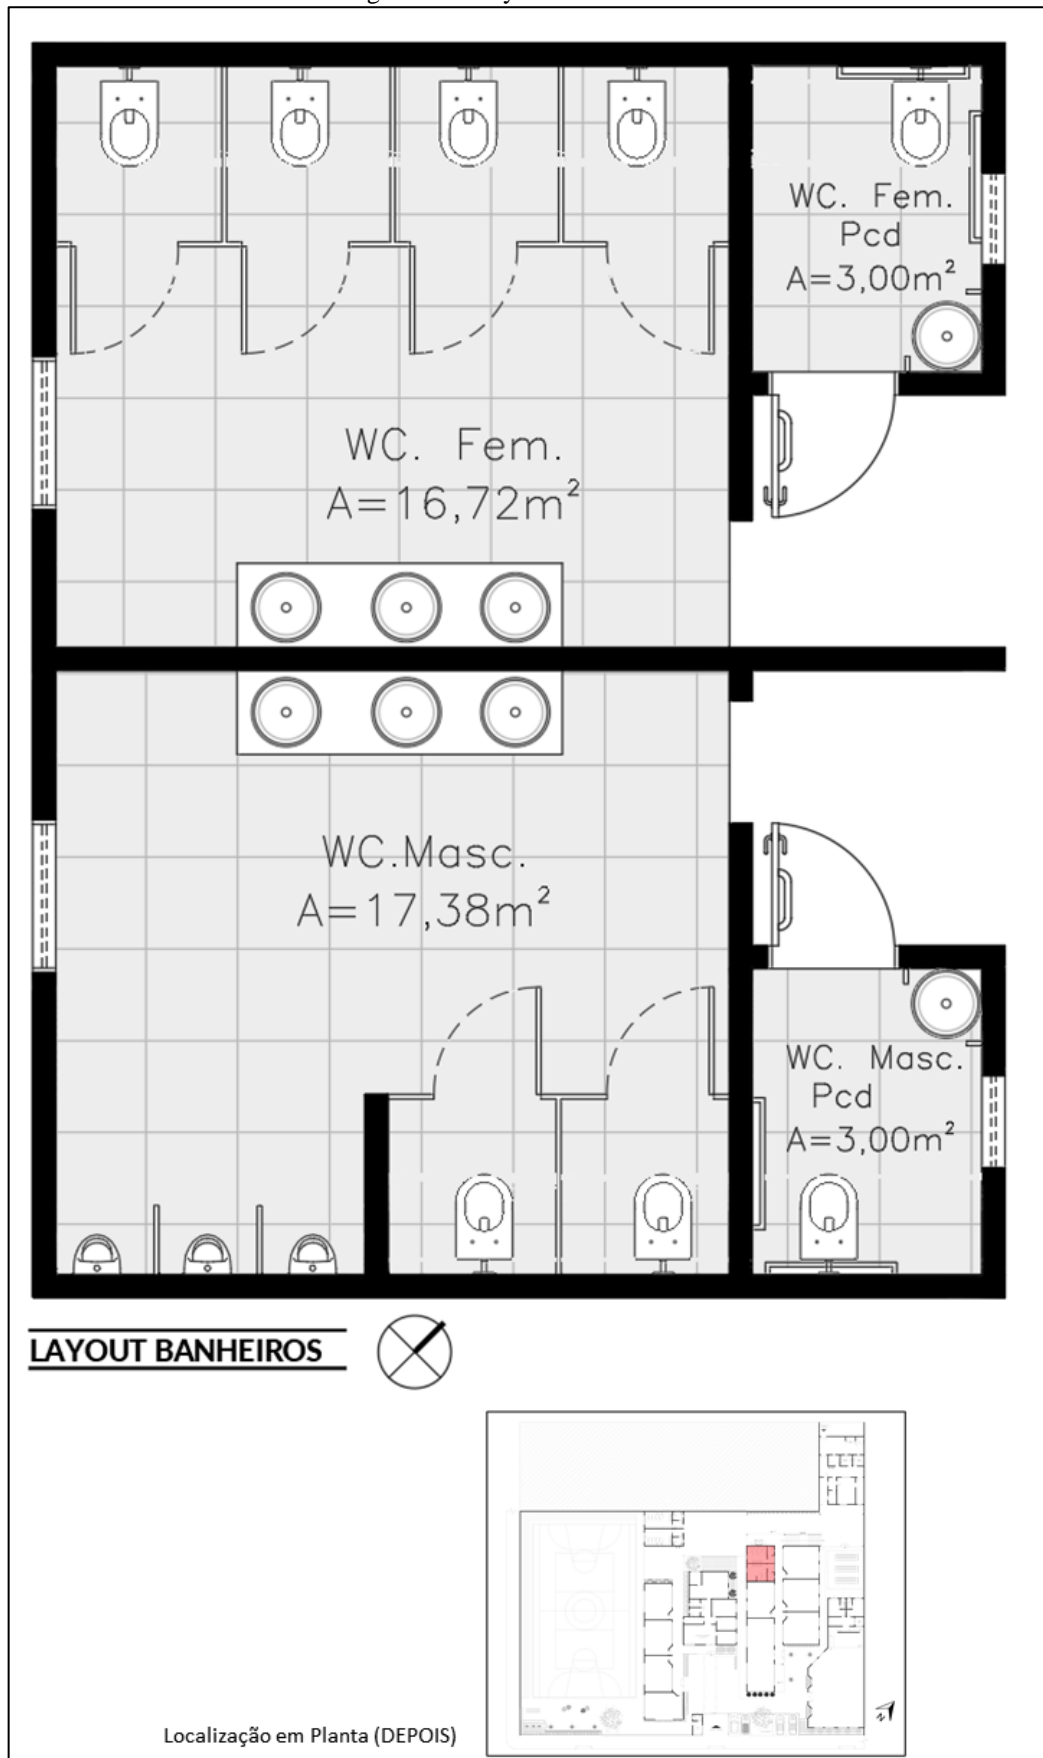 WC. Fem.
Pcd
A=3,00m²
WC. Fem.
A=16,72m²
WC.Masc.
A=17,38m²
WC. Masc.
Pcd
A=3,00m²
LAYOUT BANHEIROS
N
Localização em Planta (DEPOIS)